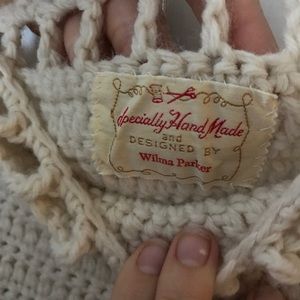 Specially Hand Made
and
DESIGNED BY
Wilma Parker